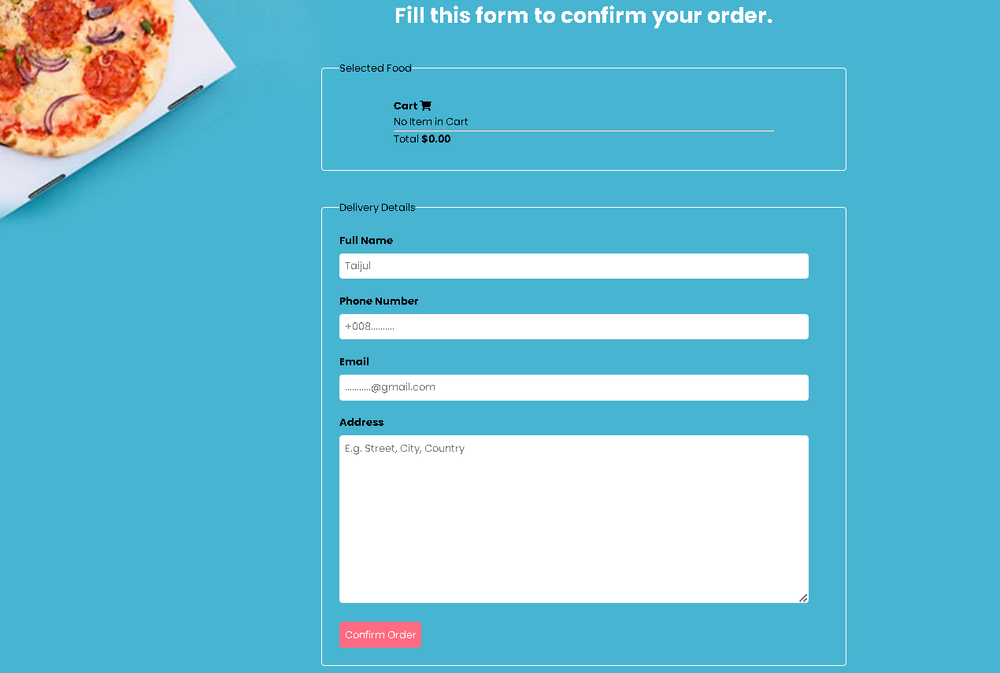 Fill this form to confirm your order.
Selected Food
Cart
No Item in Cart
Total $0.00
Delivery Details
Full Name
Taijul
Phone Number
+008..........
Email
...........@gmail.com
Address
E.g. Street, City, Country
Confirm Order